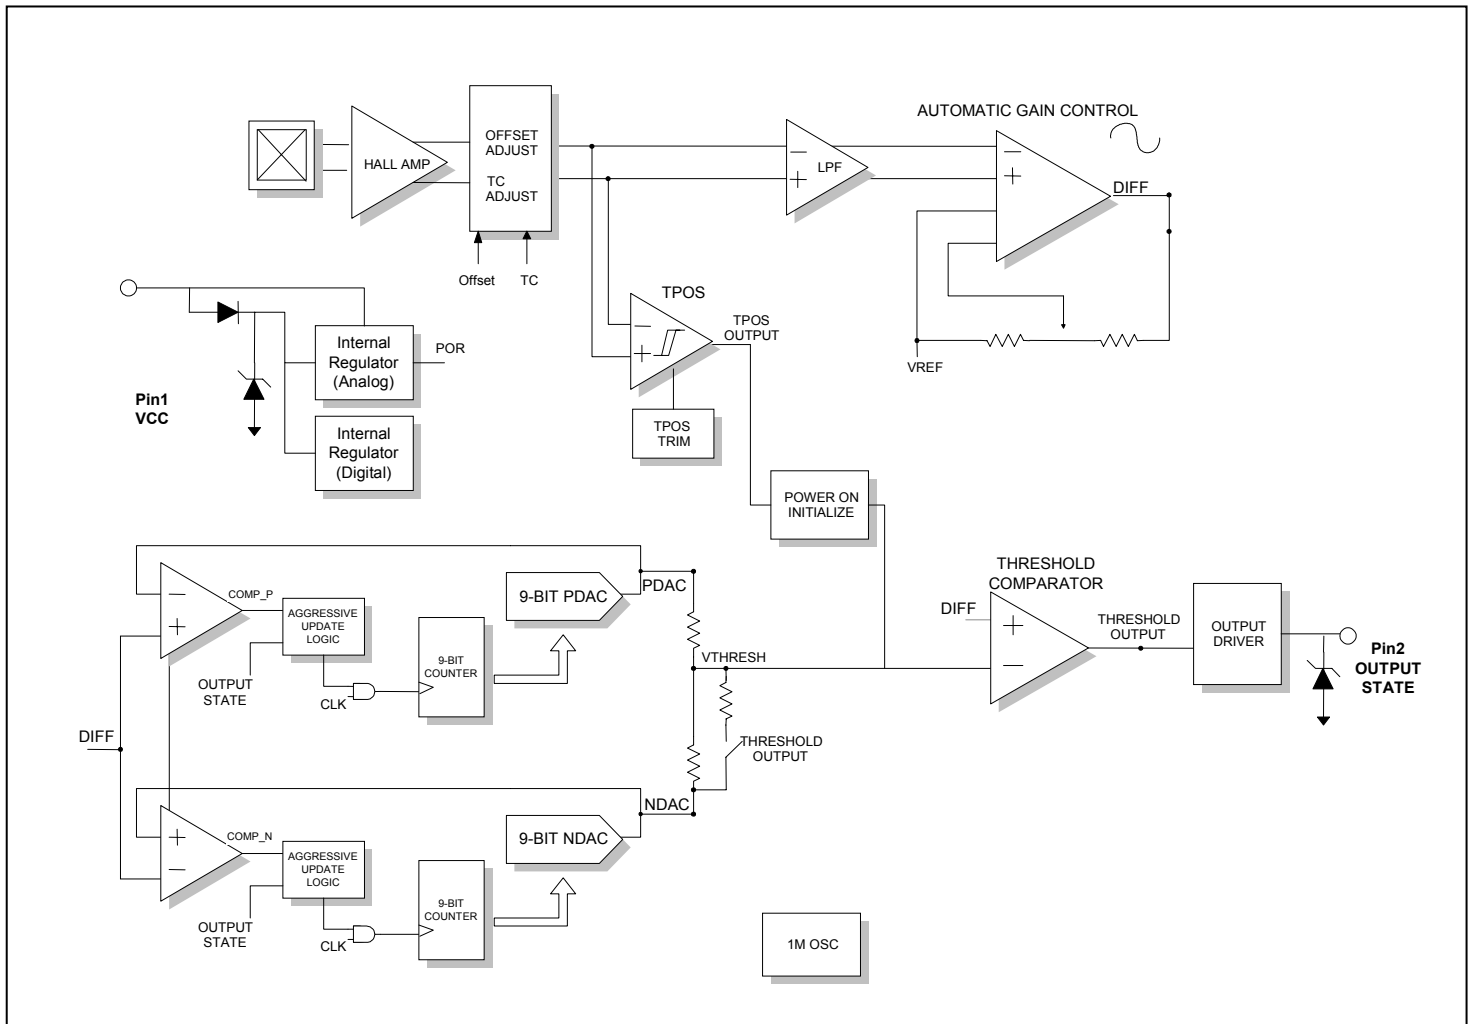 AUTOMATIC GAIN CONTROL
HALL AMP
OFFSET
ADJUST
TC
ADJUST
LPF
DIFF
Offset
TC
VREF
TPOS
TPOS
OUTPUT
TPOS
TRIM
Internal
Regulator
(Analog)
POR
Pin1
VCC
Internal
Regulator
(Digital)
POWER ON
INITIALIZE
COMP_P
AGGRESSIVE
UPDATE
LOGIC
OUTPUT
STATE
CLK
9-BIT
COUNTER
9-BIT PDAC
PDAC
VTHRESH
THRESHOLD
OUTPUT
DIFF
THRESHOLD
COMPARATOR
DIFF
THRESHOLD
OUTPUT
OUTPUT
DRIVER
Pin2
OUTPUT
STATE
NDAC
9-BIT NDAC
COMP_N
AGGRESSIVE
UPDATE
LOGIC
OUTPUT
STATE
CLK
9-BIT
COUNTER
1M OSC